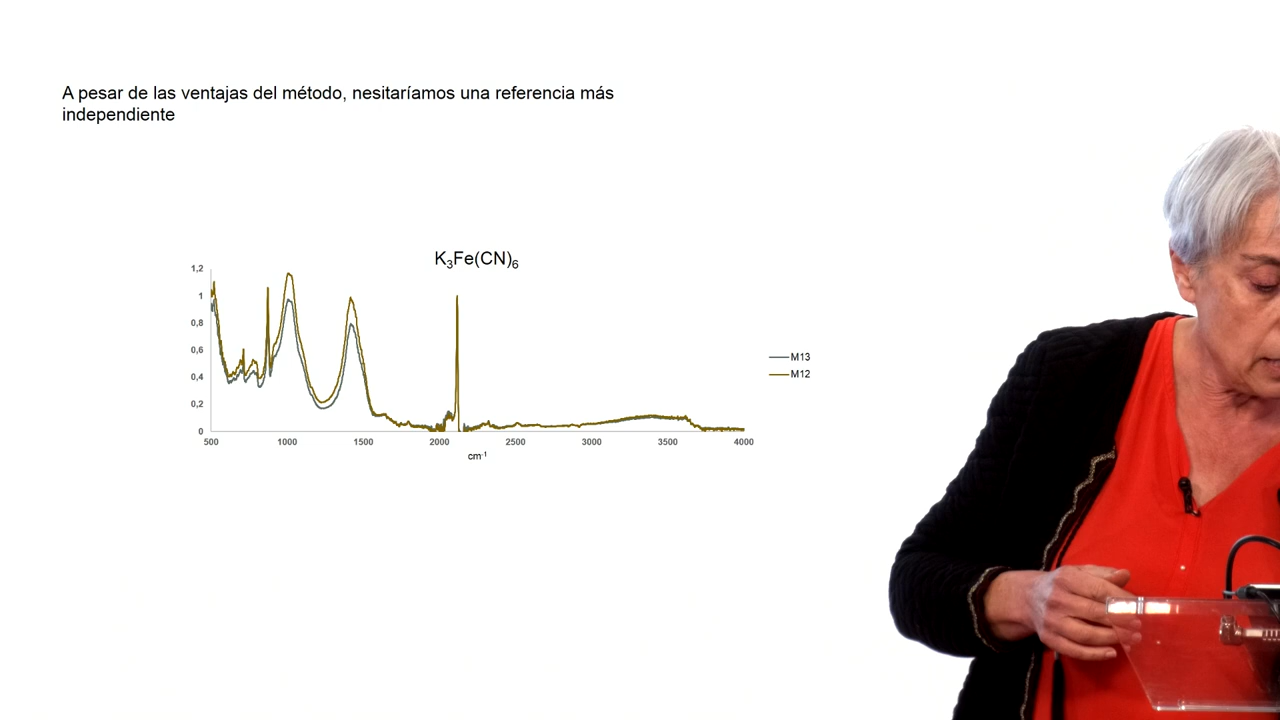 A pesar de las ventajas del método, nesitaríamos una referencia más
independiente
K₃Fe(CN)₆
1,2
1
0,8
0,6
0,4
0,2
0
500 1000 1500 2000 2500 3000 3500 4000
cm⁻¹
M13
M12